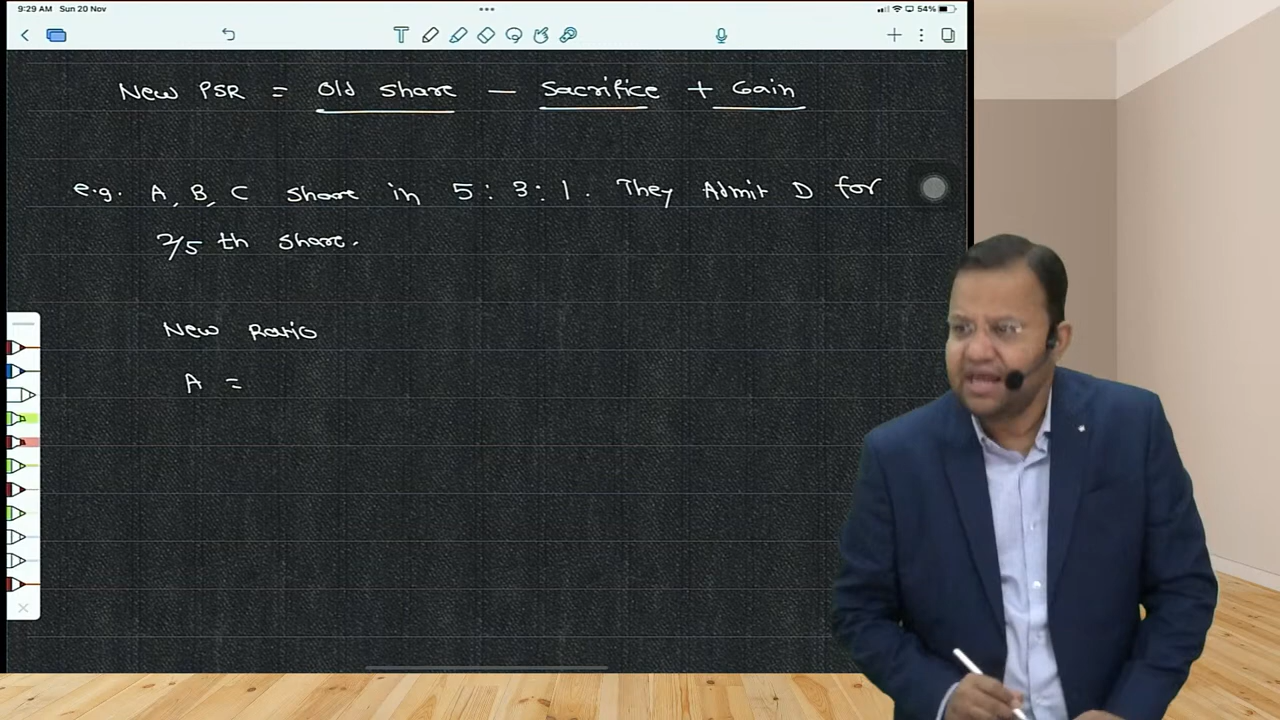 9:29 AM Sun 20 Nov
54%
New PSR = Old share — Sacrifice + Gain
e.g. A, B, C share in 5 : 3 : 1. They Admit D for
2/5 th share.
New Ratio
A =